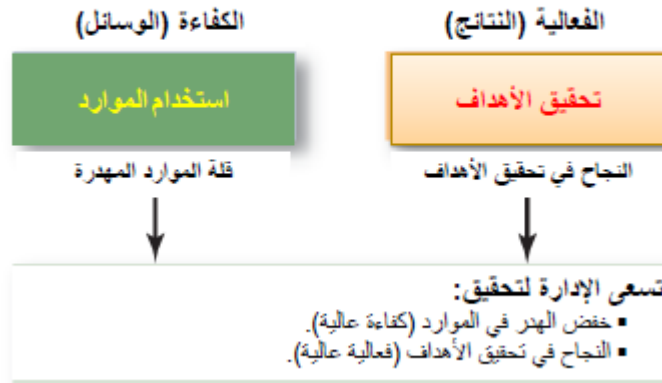 الفعالية (النتائج)
الكفاءة (الوسائل)
تحقيق الأهداف
استخدام الموارد
النجاح في تحقيق الأهداف
قلة الموارد المهدرة
تسعى الإدارة لتحقيق:
▪ خفض الهدر في الموارد (كفاءة عالية).
▪ النجاح في تحقيق الأهداف (فعالية عالية).